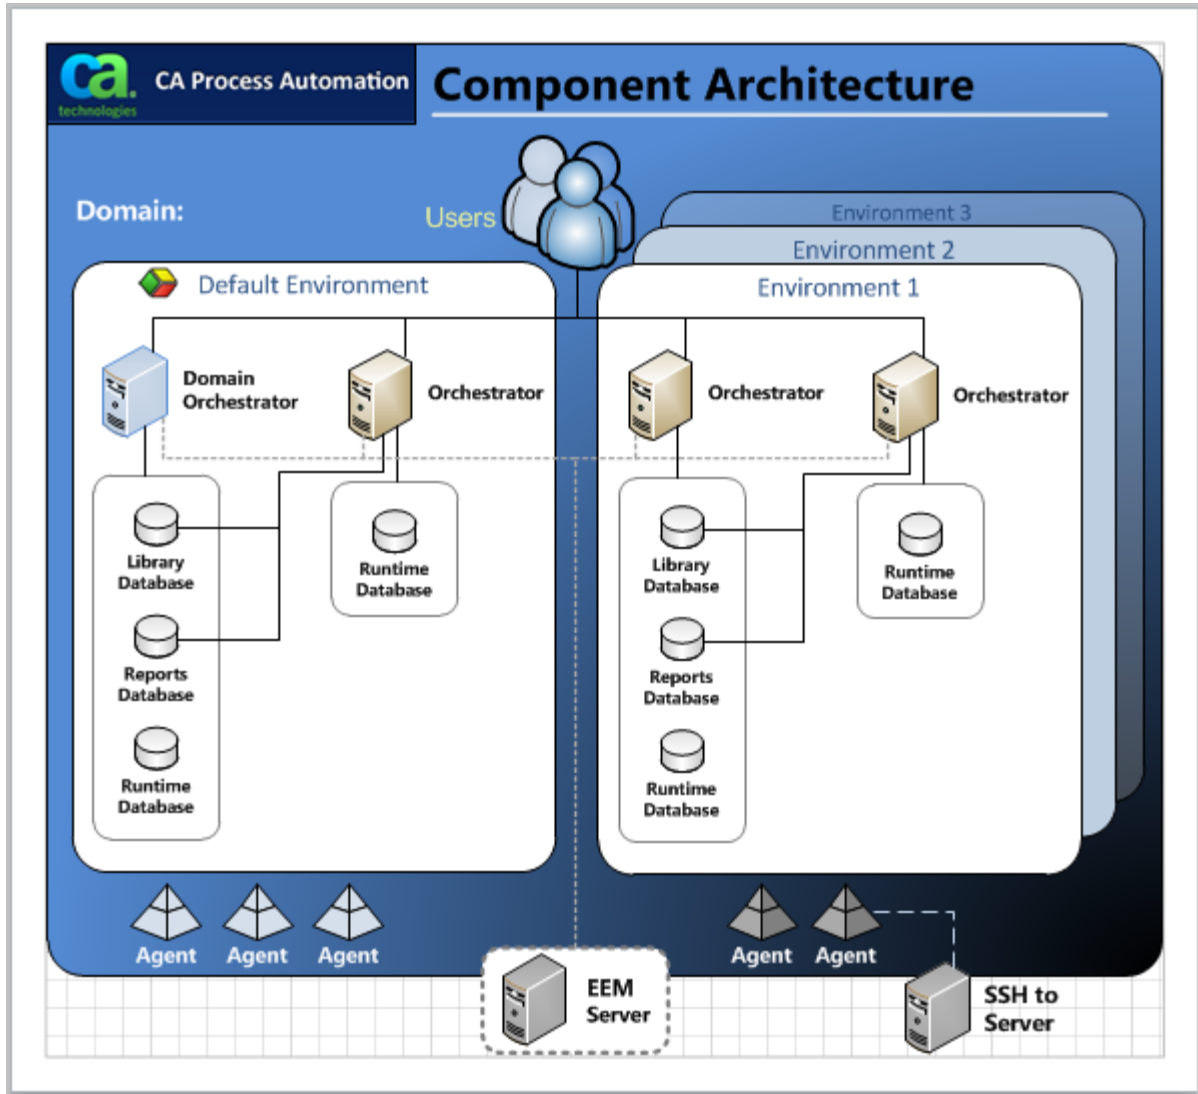 ca.
technologies
CA Process Automation
Component Architecture
Domain:
Users
Environment 3
Environment 2
Default Environment
Environment 1
Domain
Orchestrator
Orchestrator
Orchestrator
Orchestrator
Library
Database
Runtime
Database
Reports
Database
Runtime
Database
Library
Database
Runtime
Database
Reports
Database
Runtime
Database
Agent
Agent
Agent
Agent
Agent
EEM
Server
SSH to
Server